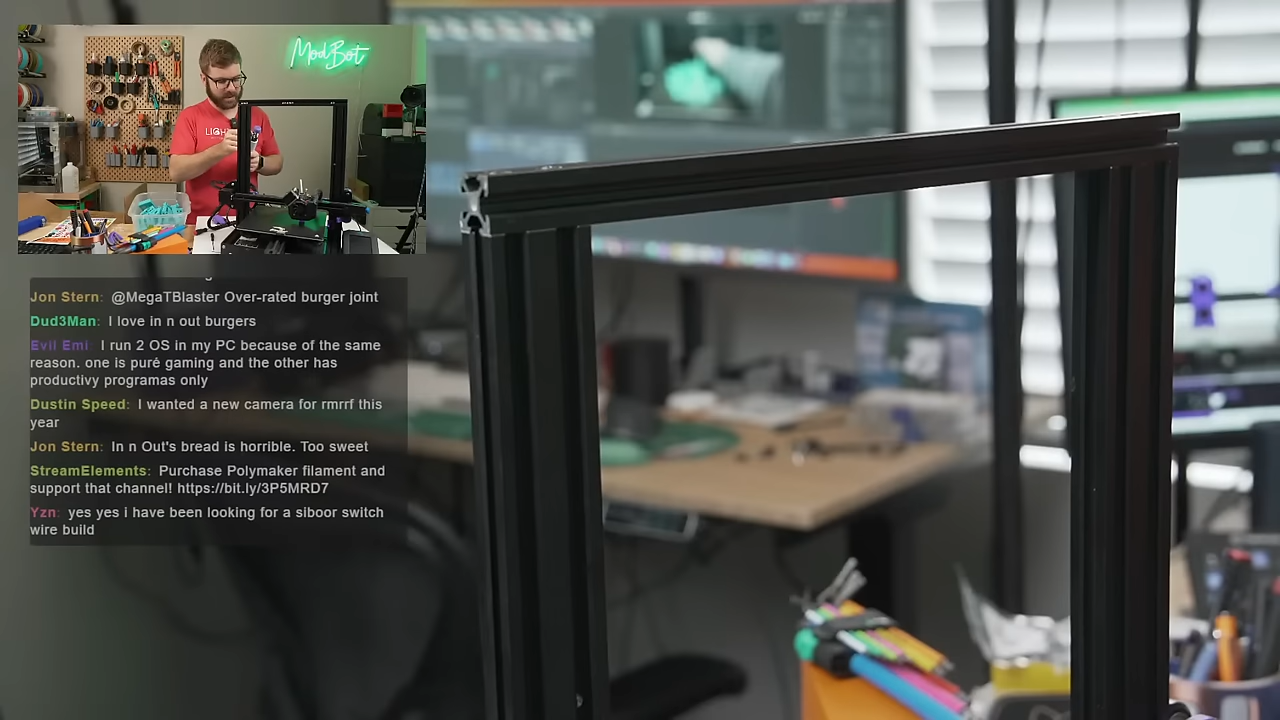 ModBot
LIGH
Jon Stern: @MegaTBlaster Over-rated burger joint
Dud3Man: I love in n out burgers
Evil Emi: I run 2 OS in my PC because of the same
reason. one is purê gaming and the other has
productivy programas only
Dustin Speed: I wanted a new camera for rmrrf this
year
Jon Stern: In n Out's bread is horrible. Too sweet
StreamElements: Purchase Polymaker filament and
support that channel! https://bit.ly/3P5MRD7
Yzn: yes yes i have been looking for a siboor switch
wire build